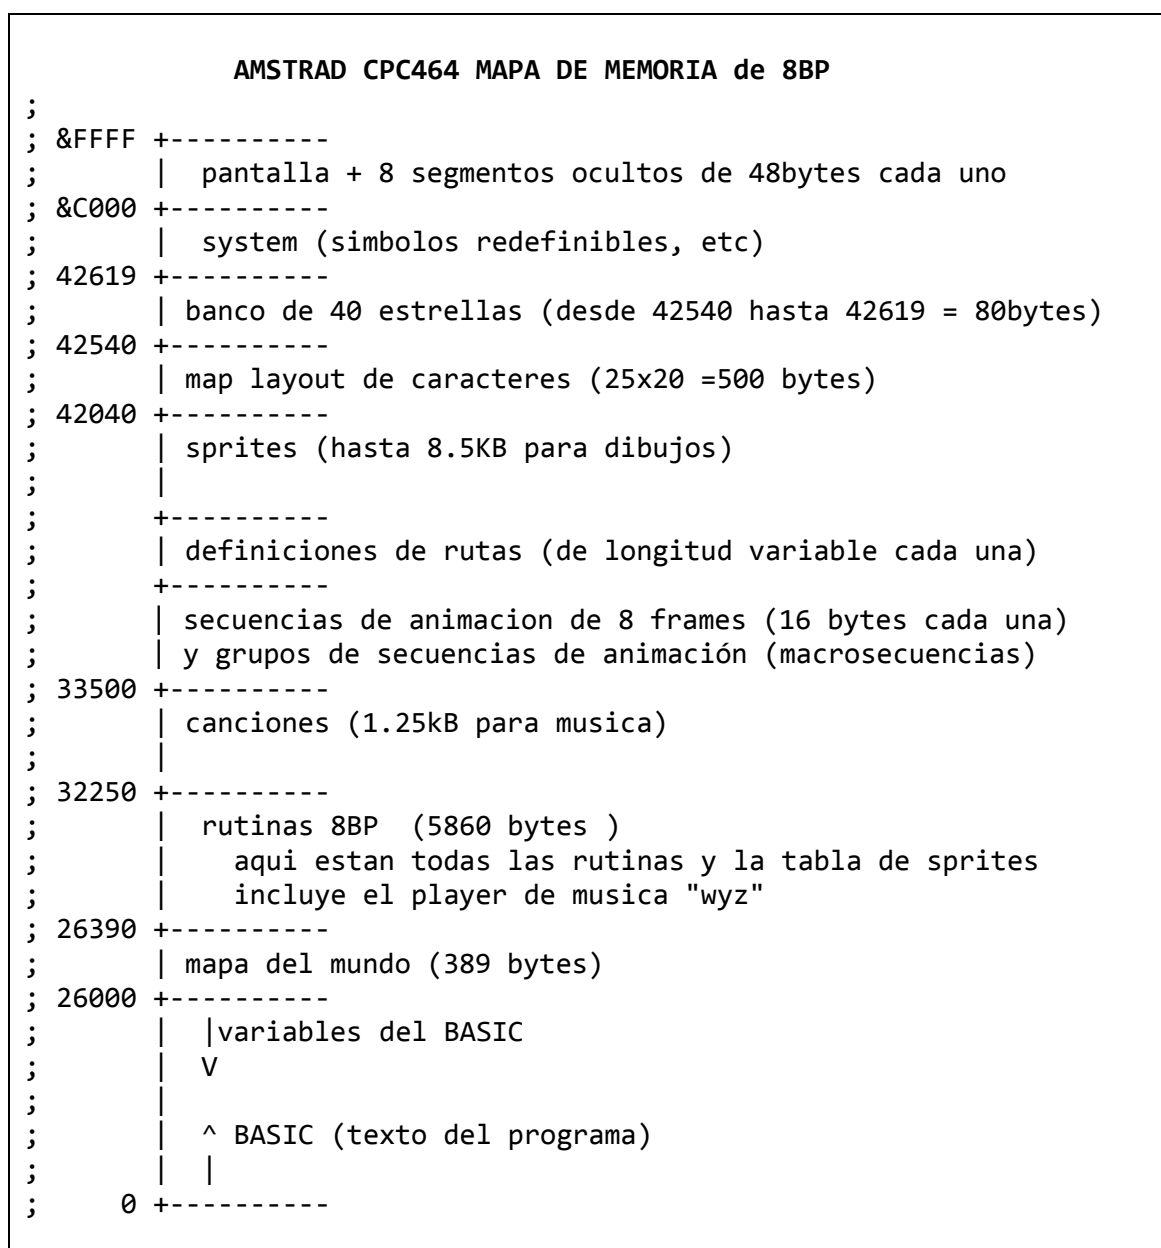 AMSTRAD CPC464 MAPA DE MEMORIA de 8BP
;
; &FFFF +----------
;       |  pantalla + 8 segmentos ocultos de 48bytes cada uno
; &C000 +----------
;       |  system (simbolos redefinibles, etc)
; 42619 +----------
;       | banco de 40 estrellas (desde 42540 hasta 42619 = 80bytes)
; 42540 +----------
;       | map layout de caracteres (25x20 =500 bytes)
; 42040 +----------
;       | sprites (hasta 8.5KB para dibujos)
;       |
;       +----------
;       | definiciones de rutas (de longitud variable cada una)
;       +----------
;       | secuencias de animacion de 8 frames (16 bytes cada una)
;       | y grupos de secuencias de animación (macrosecuencias)
; 33500 +----------
;       | canciones (1.25kB para musica)
;       |
; 32250 +----------
;       |  rutinas 8BP  (5860 bytes )
;       |    aqui estan todas las rutinas y la tabla de sprites
;       |    incluye el player de musica "wyz"
; 26390 +----------
;       | mapa del mundo (389 bytes)
; 26000 +----------
;       |  |variables del BASIC
;       |  V
;       |
;       |  ^ BASIC (texto del programa)
;       |  |
;     0 +----------